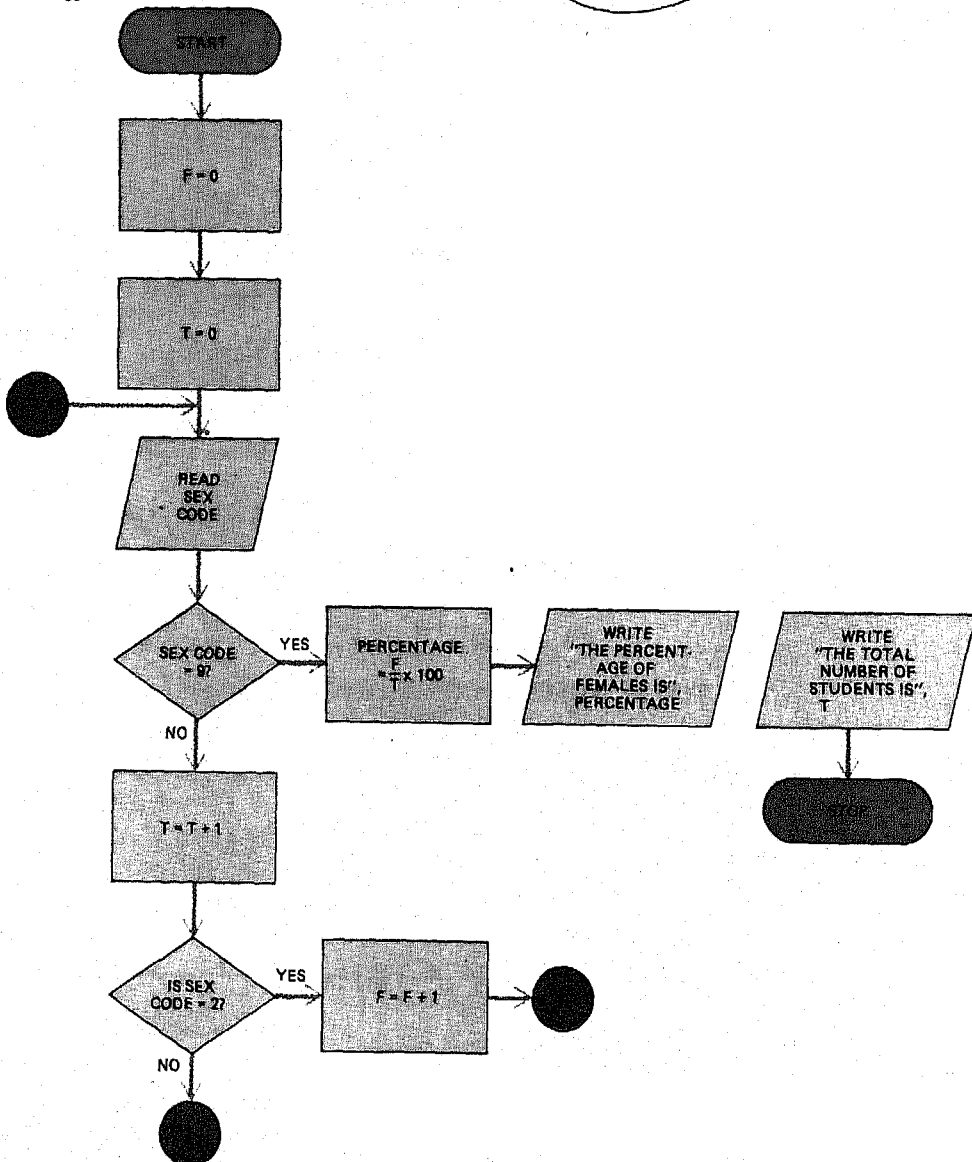 START
F = 0
T = 0
READ
SEX
CODE
SEX CODE
= 9?
YES
PERCENTAGE
= F/T x 100
WRITE
"THE PERCENT-
AGE OF
FEMALES IS",
PERCENTAGE
WRITE
"THE TOTAL
NUMBER OF
STUDENTS IS",
T
STOP
NO
T = T + 1
IS SEX
CODE = 2?
YES
F = F + 1
NO